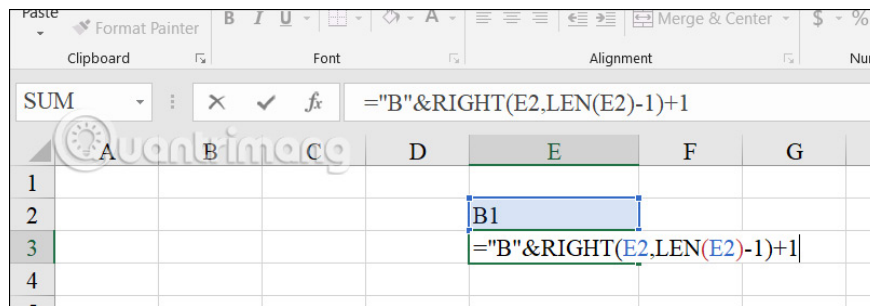 Paste
Format Painter
B I U A Merge & Center $ %
Clipboard Font Alignment
SUM fx ="B"&RIGHT(E2,LEN(E2)-1)+1
Quantrimang
A B C D E F G
1
2 B1
3 ="B"&RIGHT(E2,LEN(E2)-1)+1
4